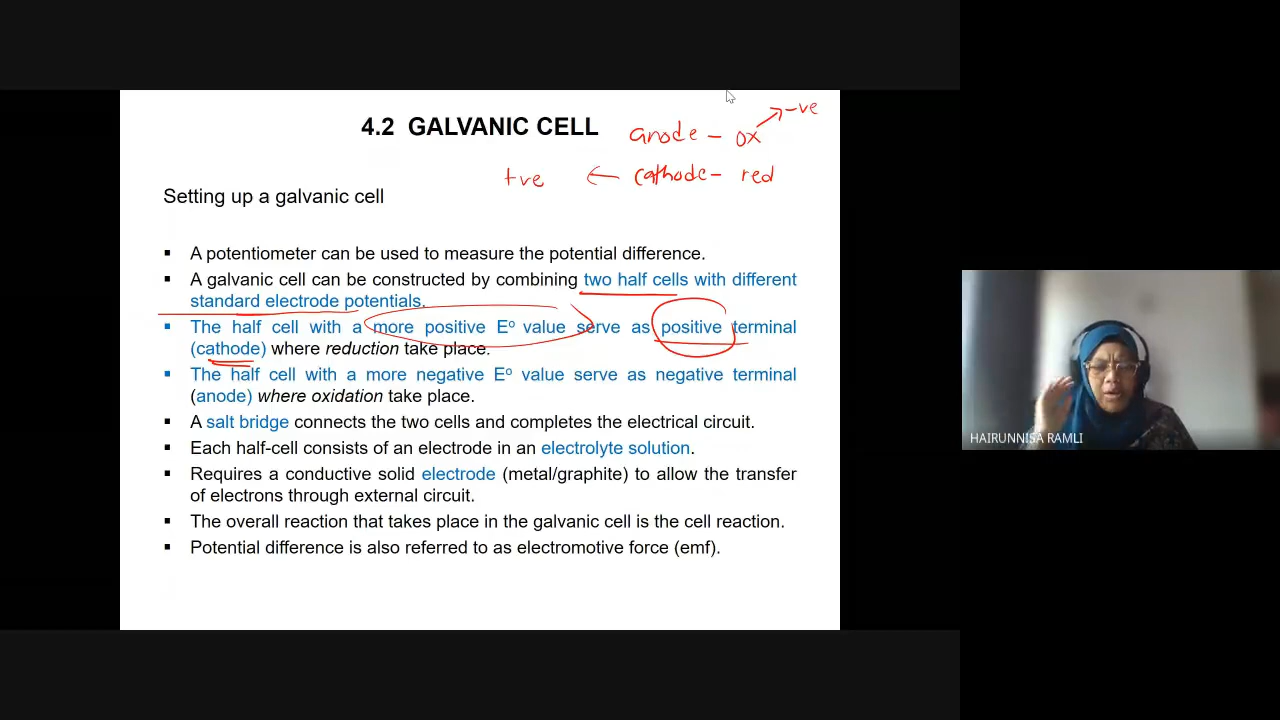 4.2 GALVANIC CELL
anode - ox → -ve
+ve ← cathode - red
Setting up a galvanic cell
▪ A potentiometer can be used to measure the potential difference.
▪ A galvanic cell can be constructed by combining two half cells with different
standard electrode potentials.
▪ The half cell with a more positive Eº value serve as positive terminal
(cathode) where reduction take place.
▪ The half cell with a more negative Eº value serve as negative terminal
(anode) where oxidation take place.
▪ A salt bridge connects the two cells and completes the electrical circuit.
▪ Each half-cell consists of an electrode in an electrolyte solution.
▪ Requires a conductive solid electrode (metal/graphite) to allow the transfer
of electrons through external circuit.
▪ The overall reaction that takes place in the galvanic cell is the cell reaction.
▪ Potential difference is also referred to as electromotive force (emf).
HAIRUNNISA RAMLI